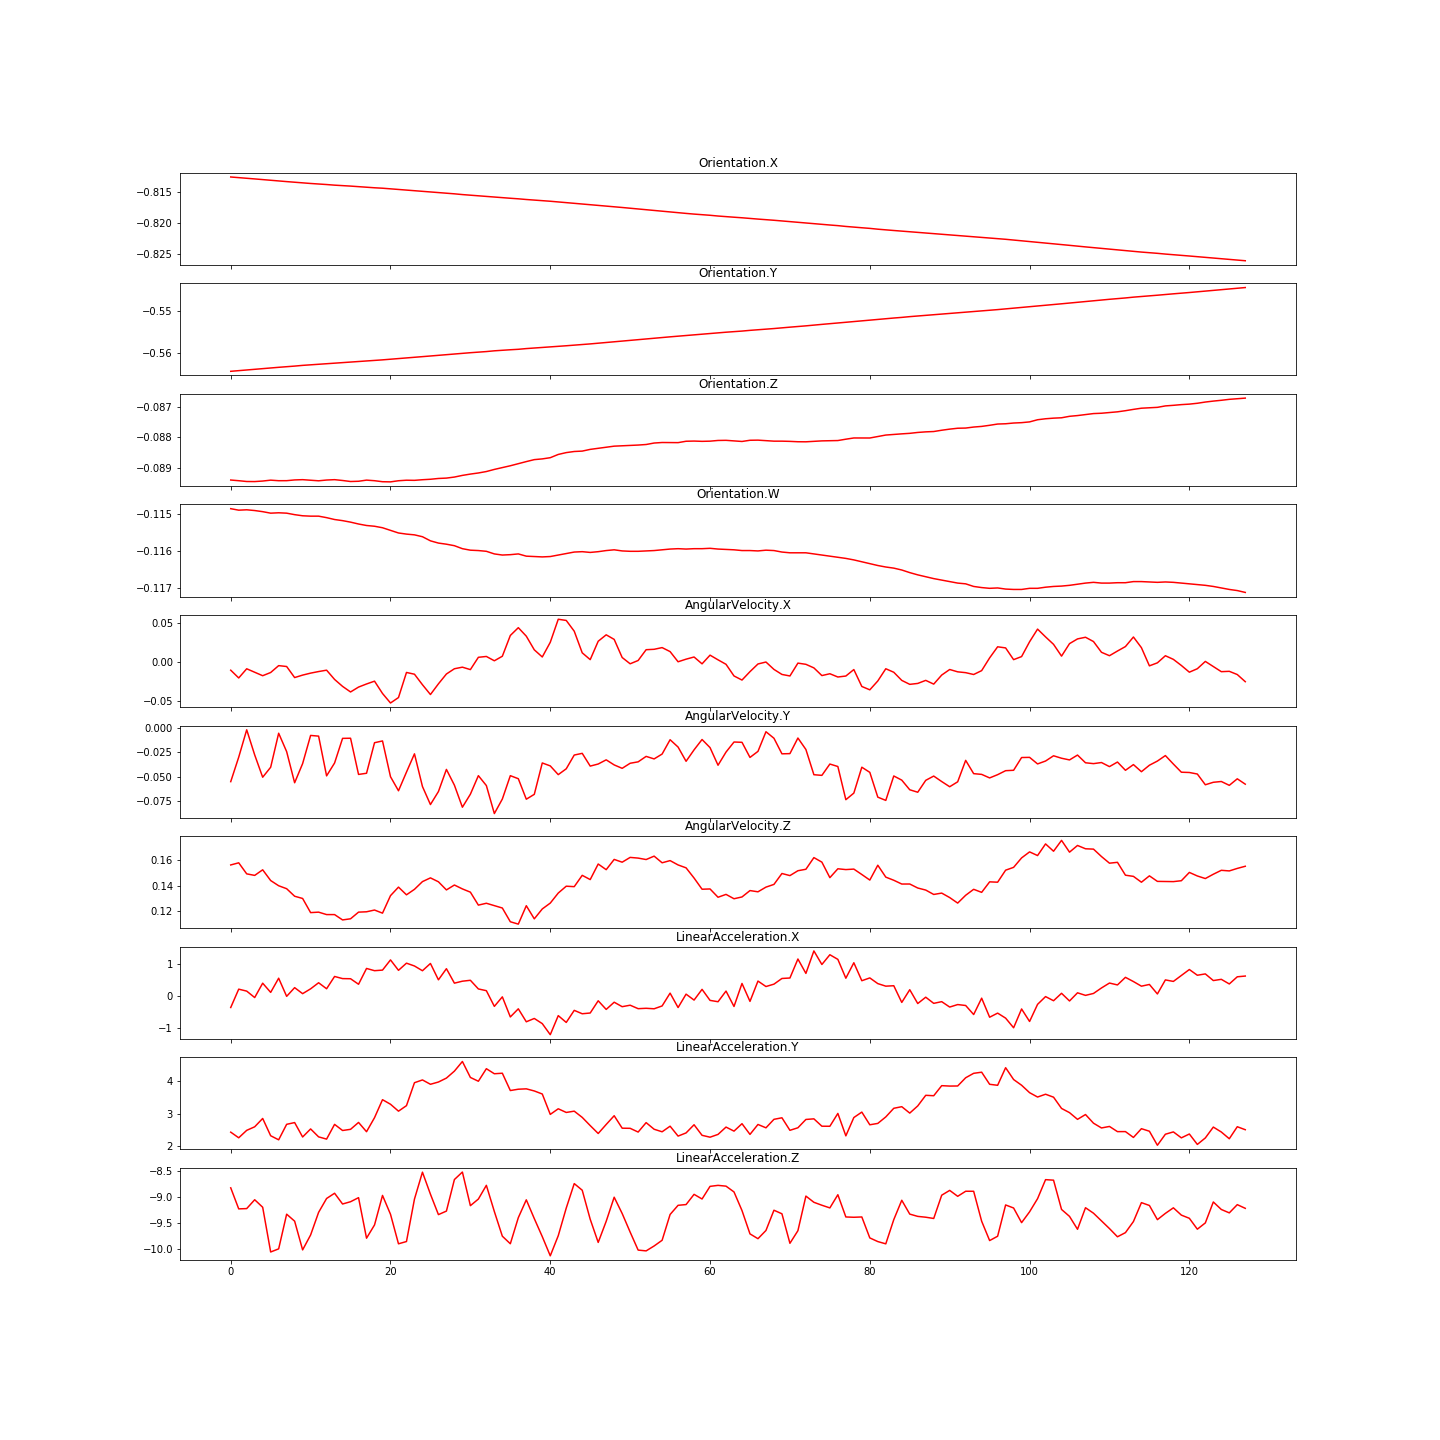 Orientation.X
−0.815
−0.820
−0.825
Orientation.Y
−0.55
−0.56
Orientation.Z
−0.087
−0.088
−0.089
Orientation.W
−0.115
−0.116
−0.117
AngularVelocity.X
0.05
0.00
−0.05
AngularVelocity.Y
0.000
−0.025
−0.050
−0.075
AngularVelocity.Z
0.16
0.14
0.12
LinearAcceleration.X
1
0
−1
LinearAcceleration.Y
4
3
2
LinearAcceleration.Z
−8.5
−9.0
−9.5
−10.0
0 20 40 60 80 100 120